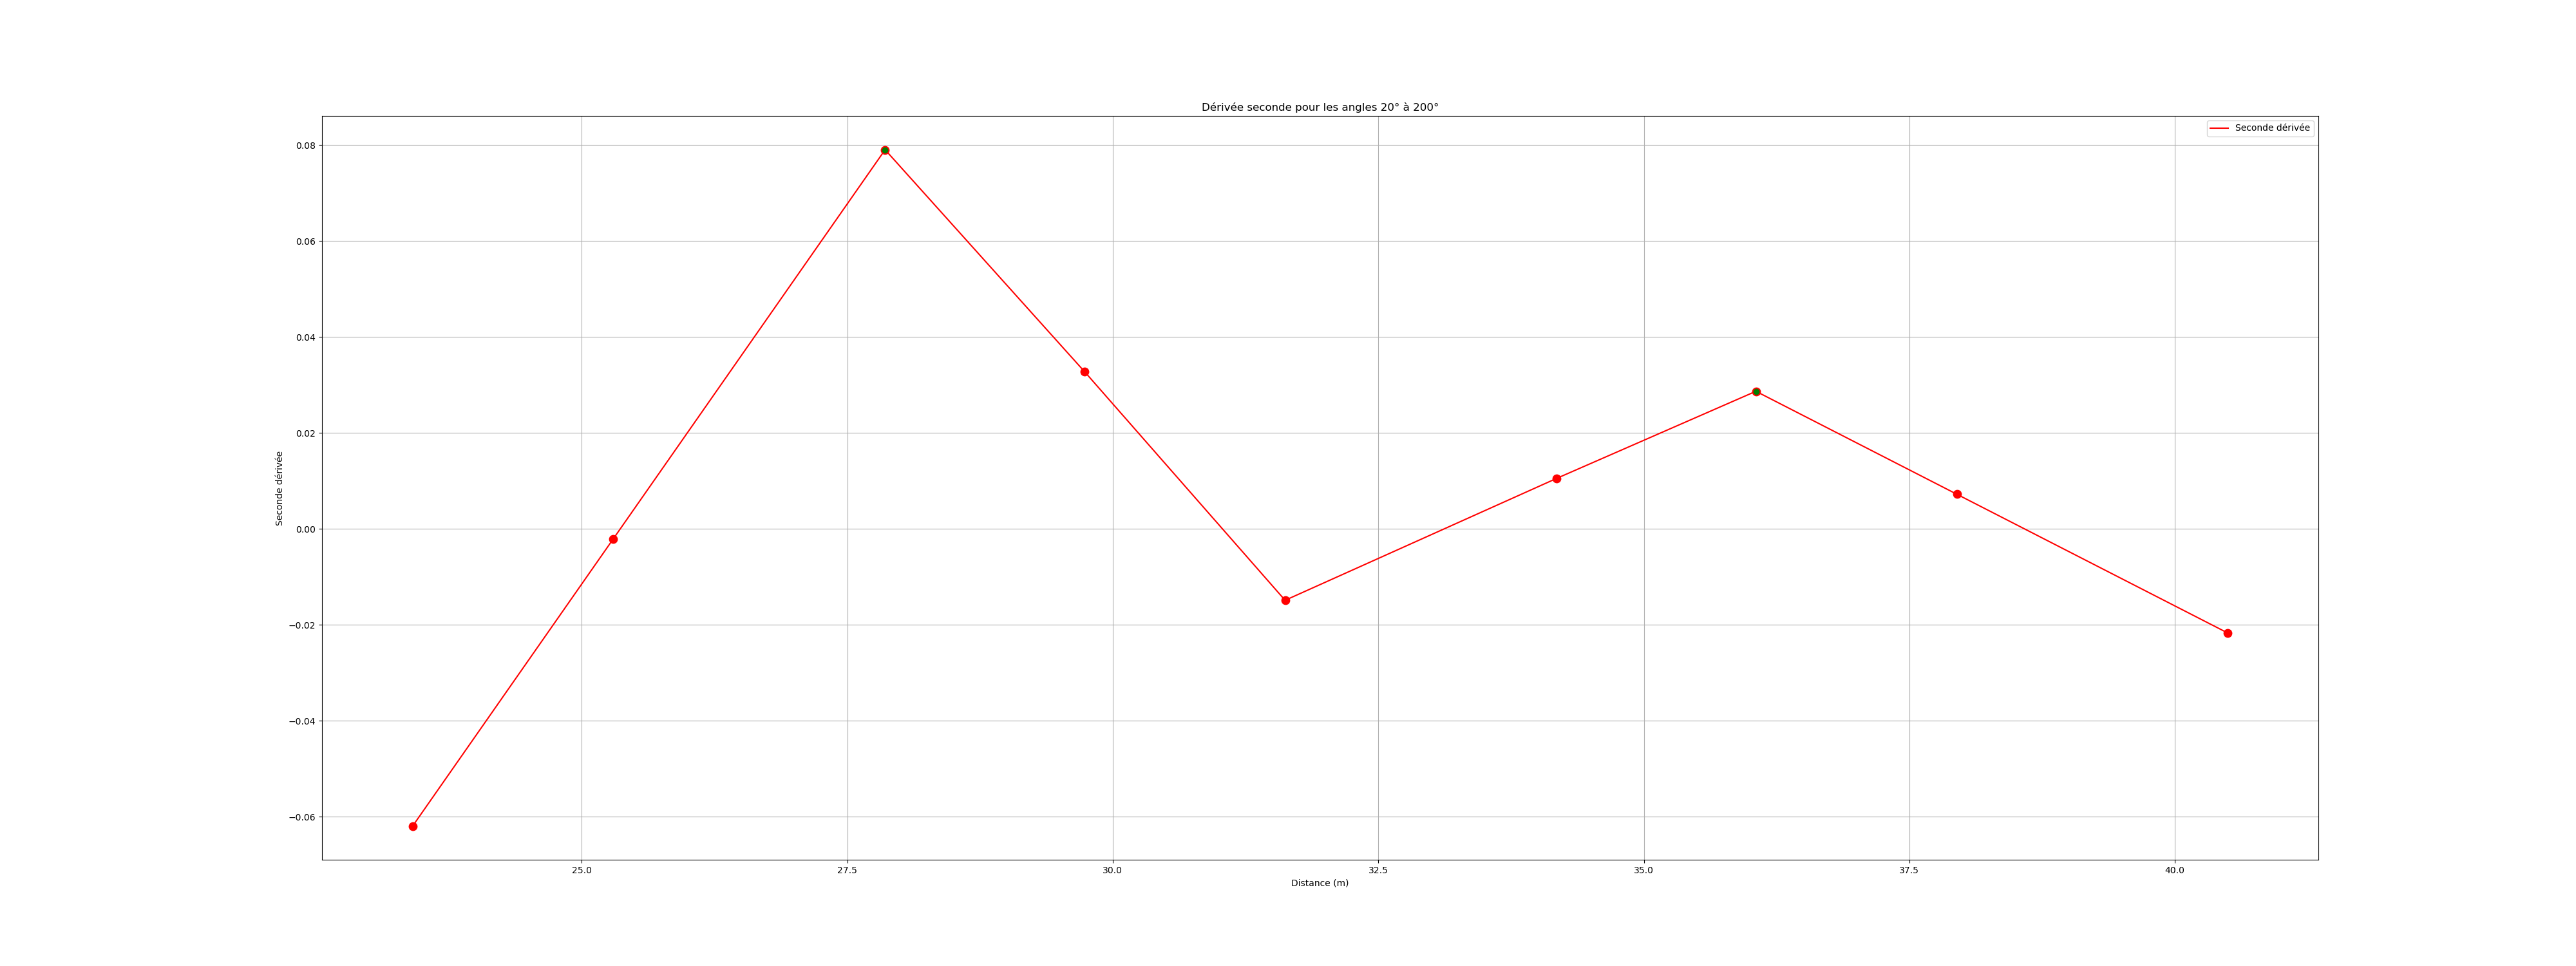 Dérivée seconde pour les angles 20° à 200°
Seconde dérivée
0.08
0.06
0.04
0.02
0.00
−0.02
−0.04
−0.06
Seconde dérivée
25.0 27.5 30.0 32.5 35.0 37.5 40.0
Distance (m)